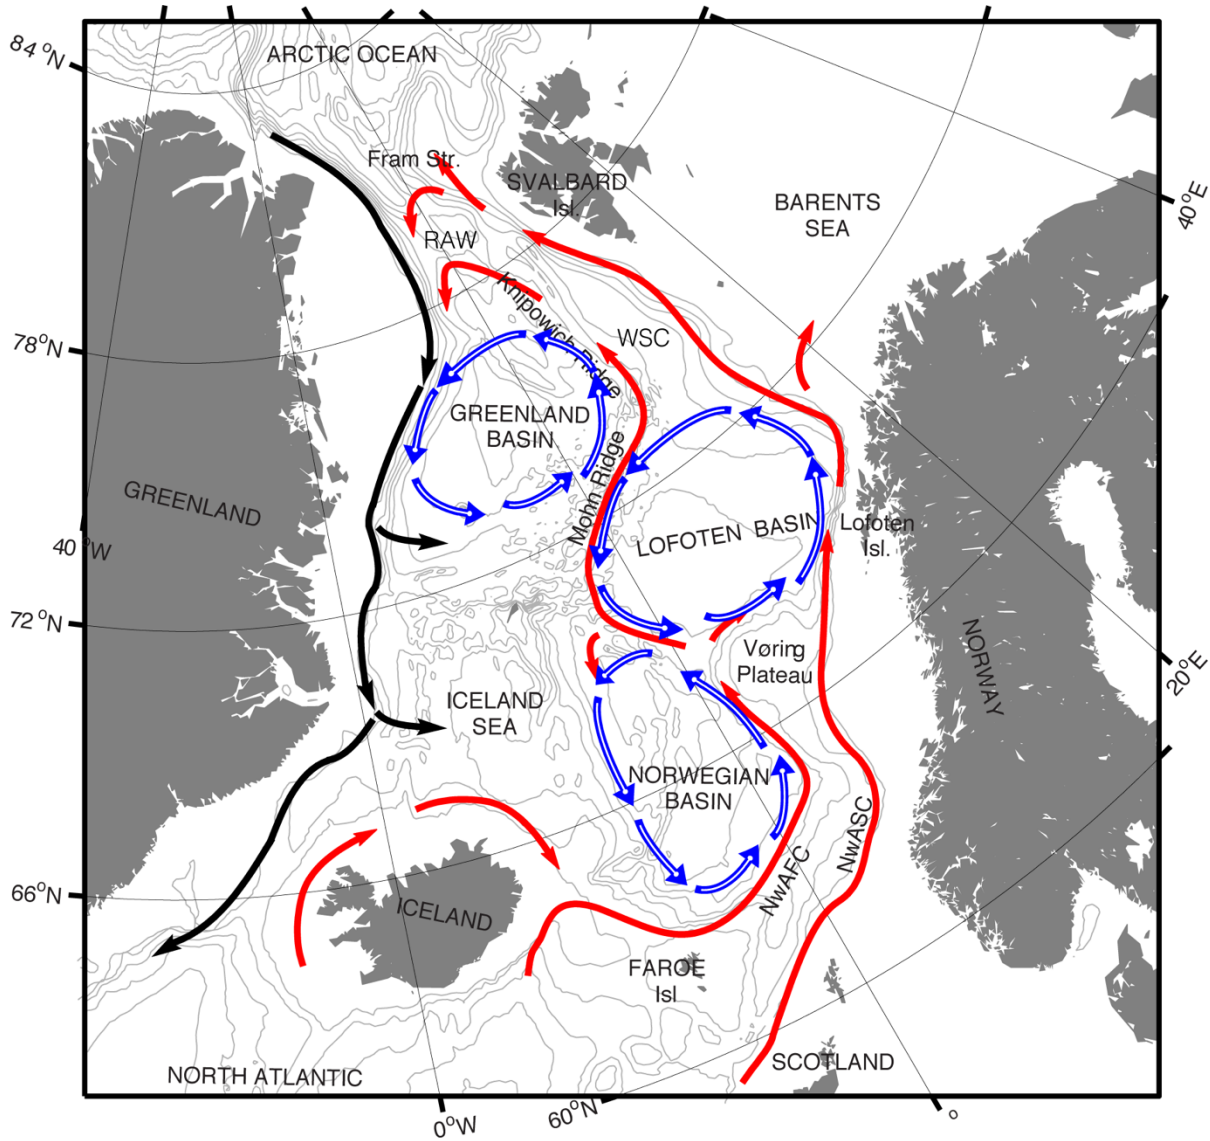 84°N
ARCTIC OCEAN
Fram Str.
SVALBARD
Isl.
BARENTS
SEA
40°E
RAW
Knipowich Ridge
WSC
78°N
GREENLAND
BASIN
Mohn Ridge
GREENLAND
LOFOTEN BASIN
Lofoten
Isl.
40°W
72°N
Vøring
Plateau
NORWAY
20°E
ICELAND
SEA
NORWEGIAN
BASIN
NwASC
NwAFC
66°N
ICELAND
FAROE
Isl
SCOTLAND
NORTH ATLANTIC
0°W
60°N
o